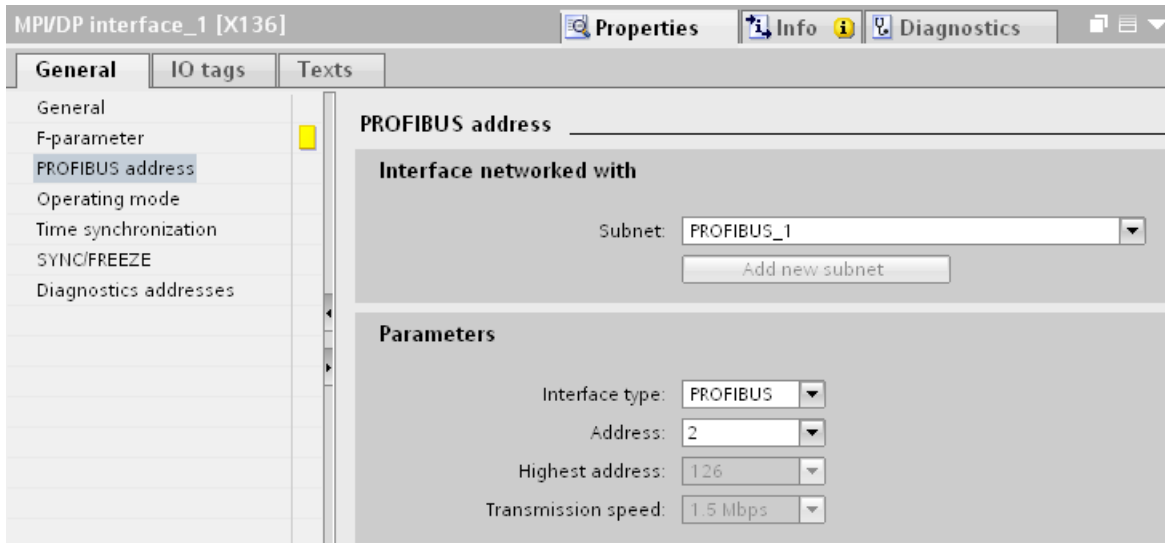 MPI/DP interface_1 [X136]
Properties
Info
Diagnostics
General
IO tags
Texts
General
F-parameter
PROFIBUS address
Operating mode
Time synchronization
SYNC/FREEZE
Diagnostics addresses
PROFIBUS address
Interface networked with
Subnet: PROFIBUS_1
Add new subnet
Parameters
Interface type: PROFIBUS
Address: 2
Highest address: 126
Transmission speed: 1.5 Mbps